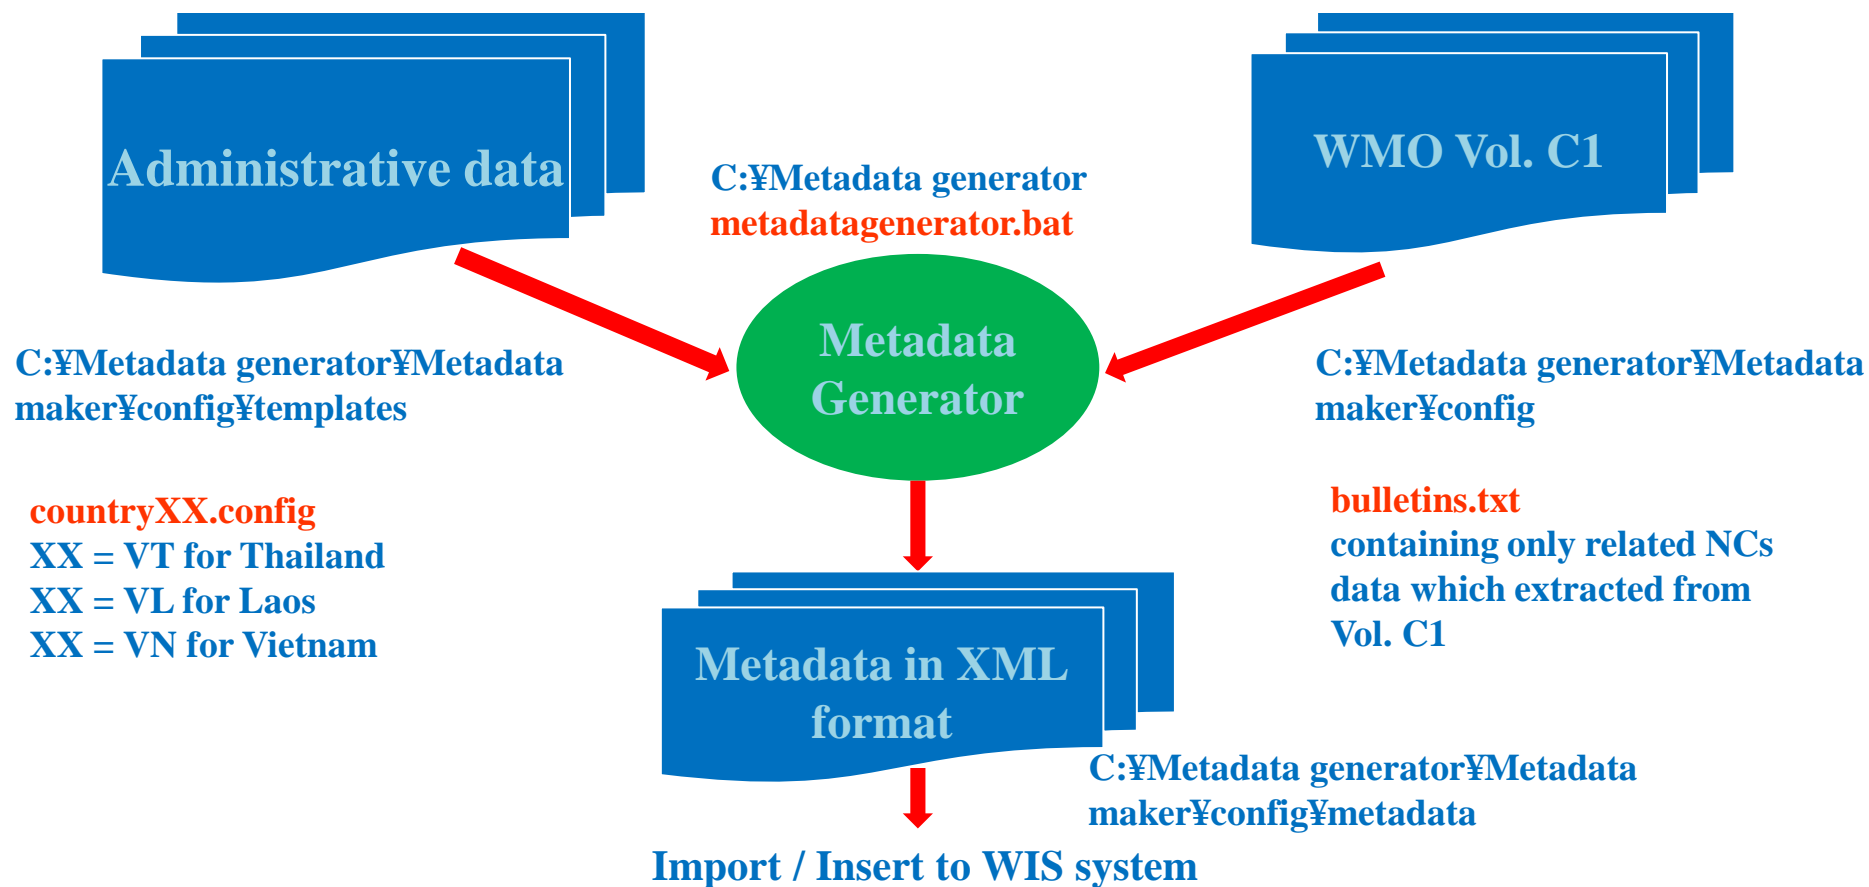 Administrative data
WMO Vol. C1
C:¥Metadata generator
metadatagenerator.bat
Metadata
Generator
C:¥Metadata generator¥Metadata
maker¥config¥templates
C:¥Metadata generator¥Metadata
maker¥config
countryXX.config
XX = VT for Thailand
XX = VL for Laos
XX = VN for Vietnam
bulletins.txt
containing only related NCs
data which extracted from
Vol. C1
Metadata in XML
format
C:¥Metadata generator¥Metadata
maker¥config¥metadata
Import / Insert to WIS system